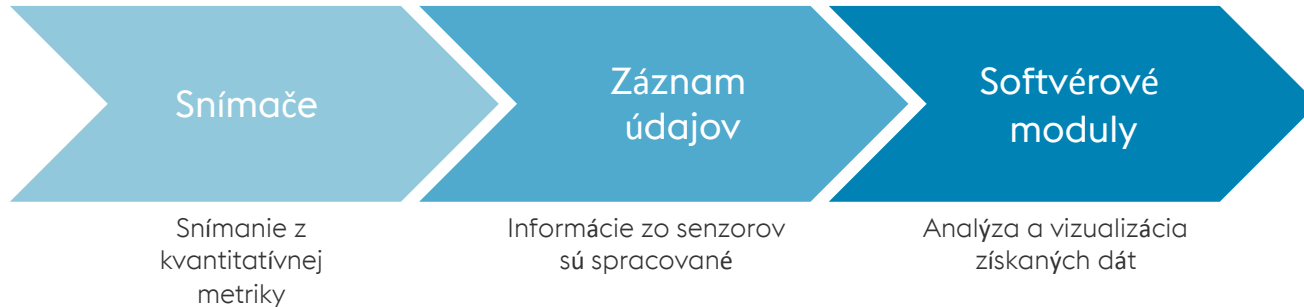 Snímače
Záznam
údajov
Softvérové
moduly
Snímanie z
kvantitatívnej
metriky
Informácie zo senzorov
sú spracované
Analýza a vizualizácia
získaných dát